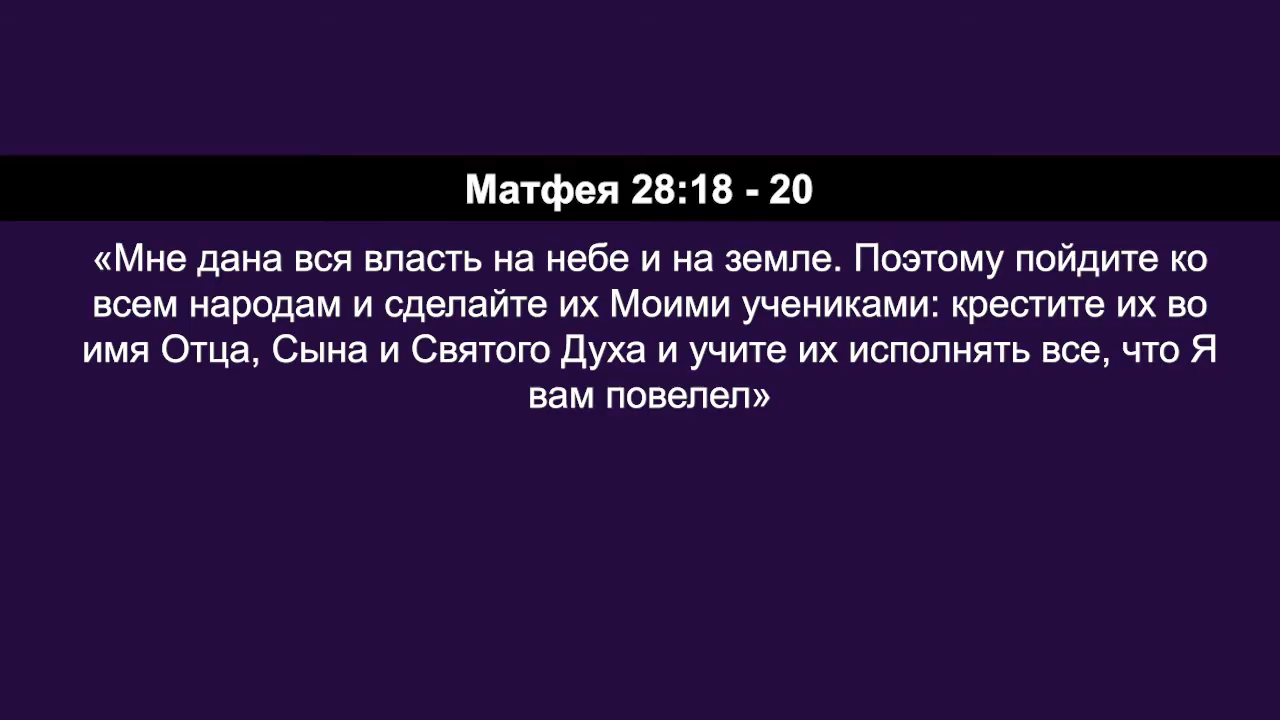 Матфея 28:18 - 20
«Мне дана вся власть на небе и на земле. Поэтому пойдите ко
всем народам и сделайте их Моими учениками: крестите их во
имя Отца, Сына и Святого Духа и учите их исполнять все, что Я
вам повелел»